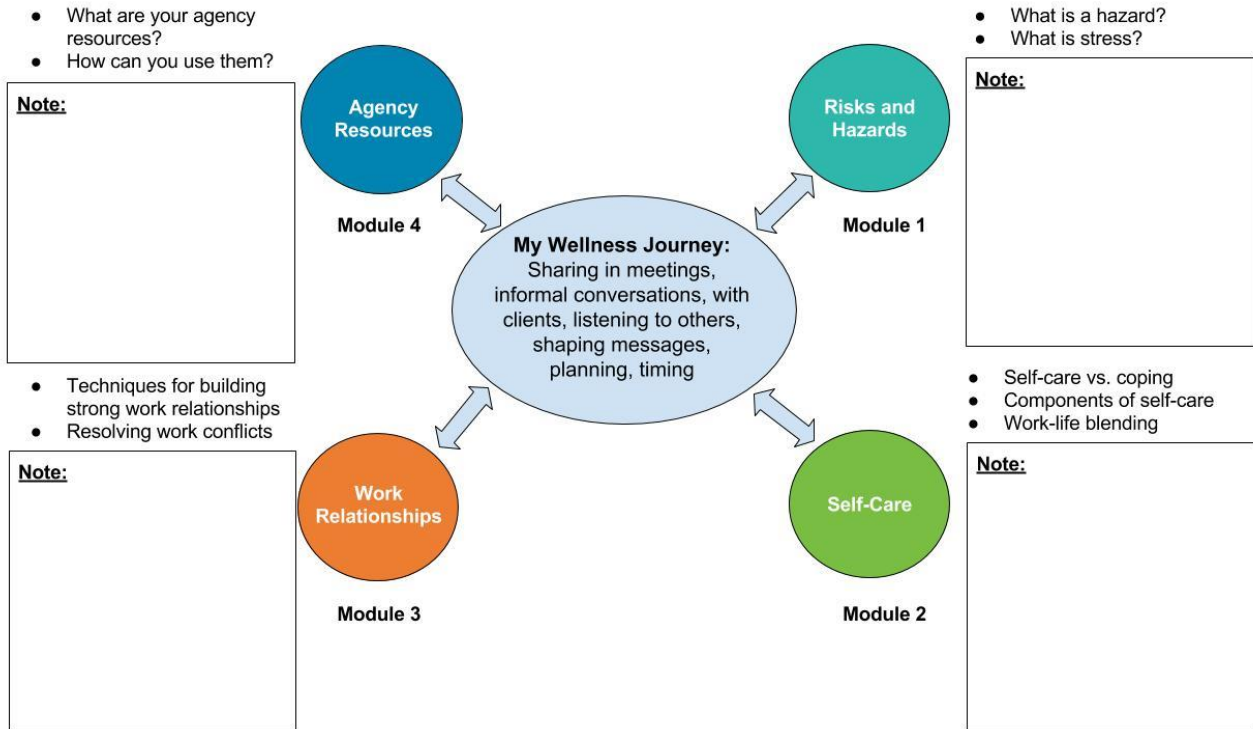 ● What are your agency
resources?
● How can you use them?
Note:
Agency
Resources
Module 4
● What is a hazard?
● What is stress?
Note:
Risks and
Hazards
Module 1
My Wellness Journey:
Sharing in meetings,
informal conversations, with
clients, listening to others,
shaping messages,
planning, timing
● Techniques for building
strong work relationships
● Resolving work conflicts
Note:
Work
Relationships
Module 3
● Self-care vs. coping
● Components of self-care
● Work-life blending
Note:
Self-Care
Module 2